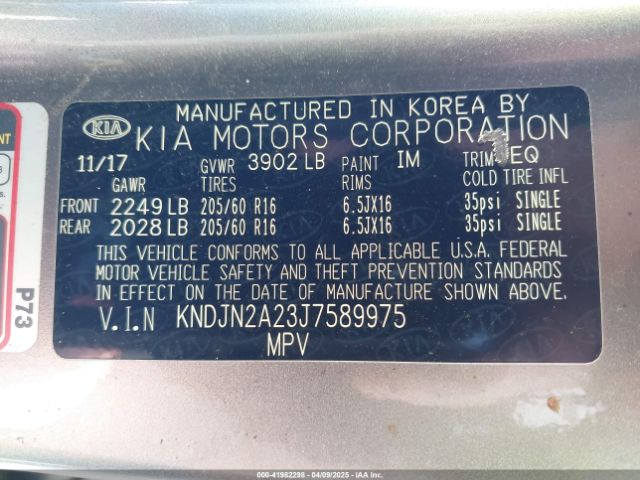 MANUFACTURED IN KOREA BY
KIA KIA MOTORS CORPORATION
11/17 GVWR 3902 LB PAINT IM TRIM EQ
GAWR TIRES RIMS COLD TIRE INFL
FRONT 2249 LB 205/60 R16 6.5JX16 35psi SINGLE
REAR 2028 LB 205/60 R16 6.5JX16 35psi SINGLE
THIS VEHICLE CONFORMS TO ALL APPLICABLE U.S.A. FEDERAL
MOTOR VEHICLE SAFETY AND THEFT PREVENTION STANDARDS
IN EFFECT ON THE DATE OF MANUFACTURE SHOWN ABOVE.
V.I.N KNDJN2A23J7589975
MPV
P73
000-41982298 - 04/09/2025 - IAAI.COM